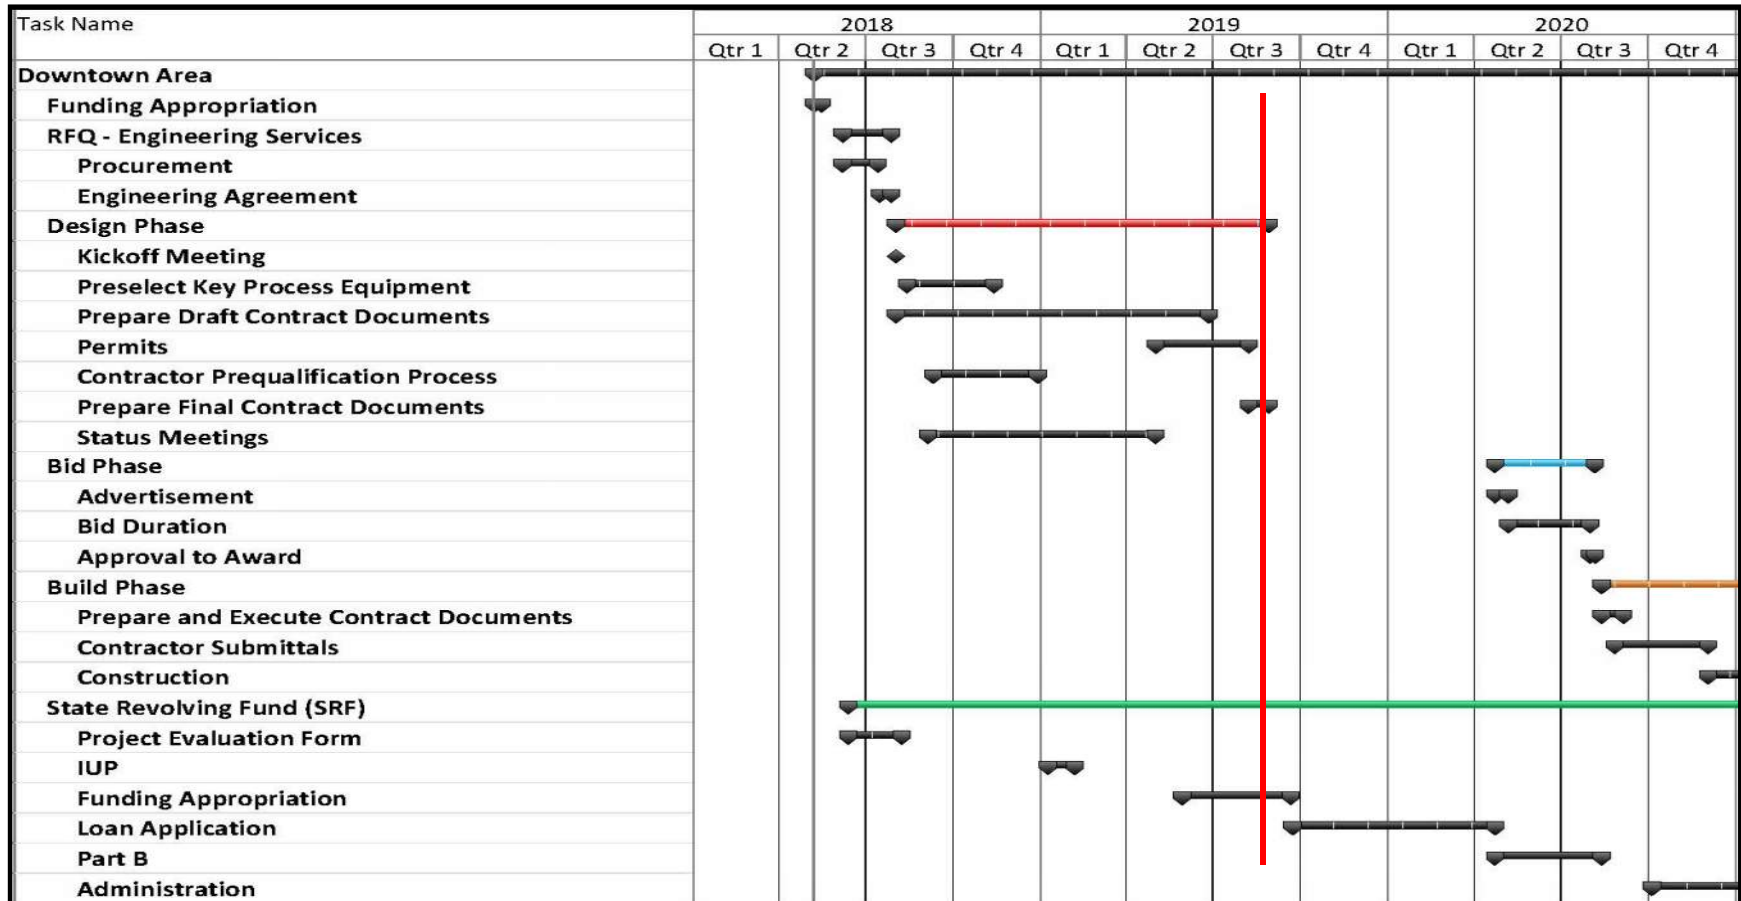 Task Name 2018 2019 2020
Qtr 1 Qtr 2 Qtr 3 Qtr 4 Qtr 1 Qtr 2 Qtr 3 Qtr 4 Qtr 1 Qtr 2 Qtr 3 Qtr 4
Downtown Area
Funding Appropriation
RFQ - Engineering Services
Procurement
Engineering Agreement
Design Phase
Kickoff Meeting
Preselect Key Process Equipment
Prepare Draft Contract Documents
Permits
Contractor Prequalification Process
Prepare Final Contract Documents
Status Meetings
Bid Phase
Advertisement
Bid Duration
Approval to Award
Build Phase
Prepare and Execute Contract Documents
Contractor Submittals
Construction
State Revolving Fund (SRF)
Project Evaluation Form
IUP
Funding Appropriation
Loan Application
Part B
Administration